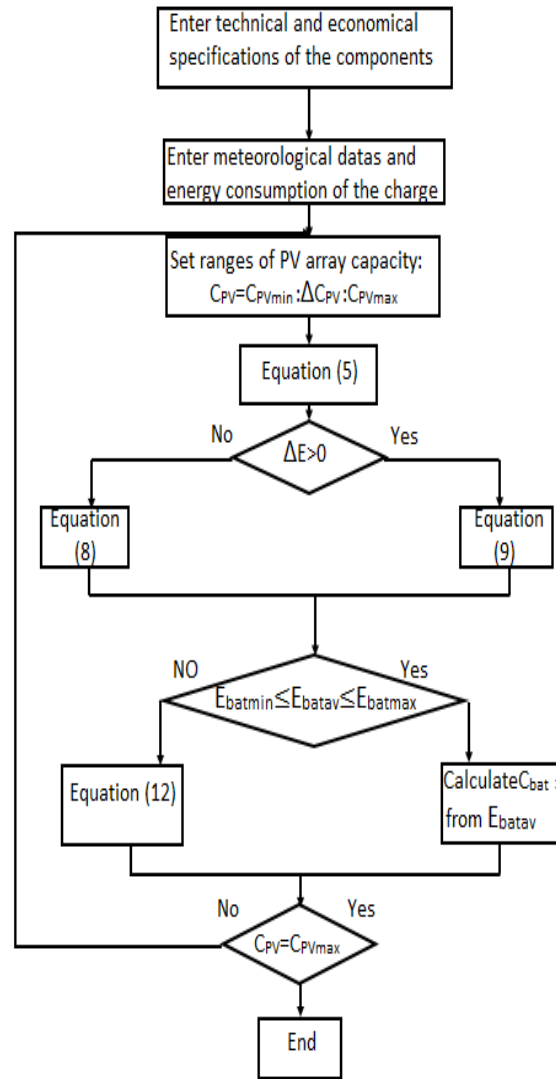 Enter technical and economical
specifications of the components
Enter meteorological datas and
energy consumption of the charge
Set ranges of PV array capacity:
CPV=CPVmin:ΔCPV:CPVmax
Equation (5)
No
Yes
ΔE>0
Equation
(8)
Equation
(9)
NO
Yes
Ebatmin≤Ebatav≤Ebatmax
Equation (12)
CalculateCbat :
from Ebatav
No
Yes
CPV=CPVmax
End